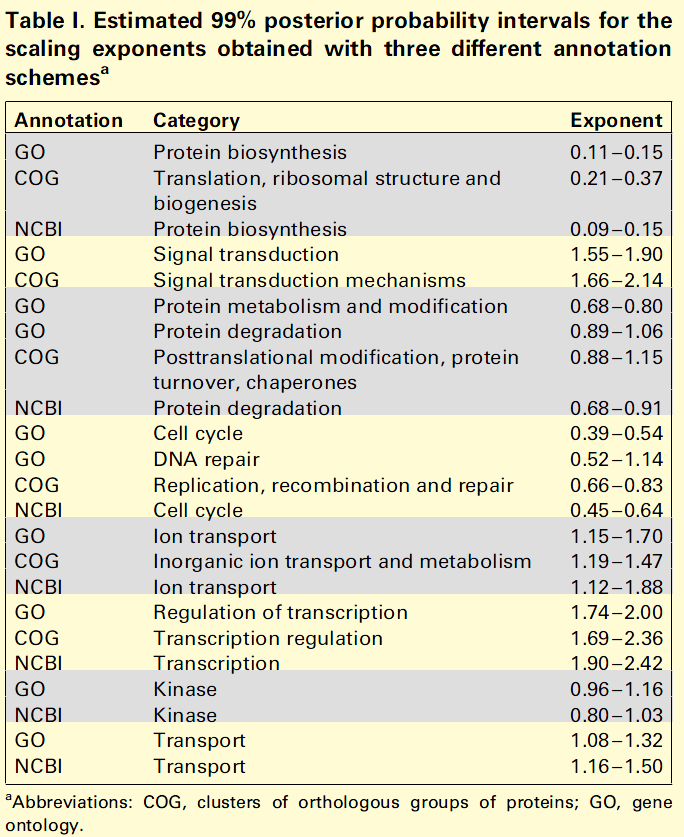 Table I. Estimated 99% posterior probability intervals for the
scaling exponents obtained with three different annotation
schemesa
Annotation Category Exponent
GO Protein biosynthesis 0.11–0.15
COG Translation, ribosomal structure and 0.21–0.37
biogenesis
NCBI Protein biosynthesis 0.09–0.15
GO Signal transduction 1.55–1.90
COG Signal transduction mechanisms 1.66–2.14
GO Protein metabolism and modification 0.68–0.80
GO Protein degradation 0.89–1.06
COG Posttranslational modification, protein 0.88–1.15
turnover, chaperones
NCBI Protein degradation 0.68–0.91
GO Cell cycle 0.39–0.54
GO DNA repair 0.52–1.14
COG Replication, recombination and repair 0.66–0.83
NCBI Cell cycle 0.45–0.64
GO Ion transport 1.15–1.70
COG Inorganic ion transport and metabolism 1.19–1.47
NCBI Ion transport 1.12–1.88
GO Regulation of transcription 1.74–2.00
COG Transcription regulation 1.69–2.36
NCBI Transcription 1.90–2.42
GO Kinase 0.96–1.16
NCBI Kinase 0.80–1.03
GO Transport 1.08–1.32
NCBI Transport 1.16–1.50
aAbbreviations: COG, clusters of orthologous groups of proteins; GO, gene
ontology.